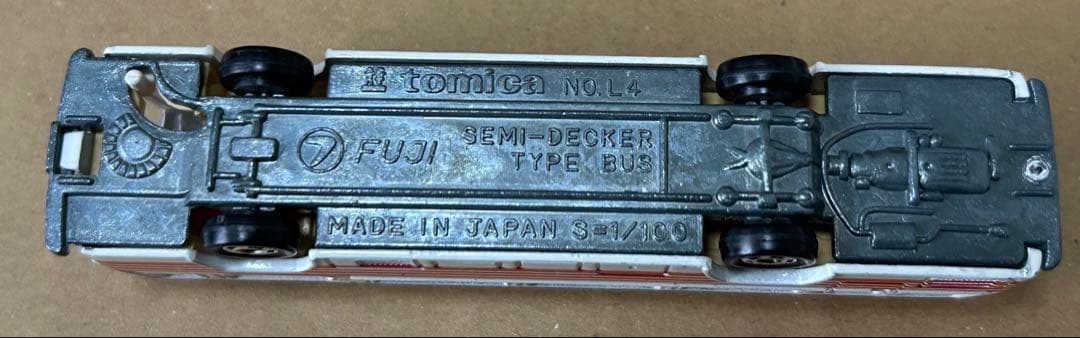 tomica NO.L4
FUJI
SEMI-DECKER
TYPE BUS
MADE IN JAPAN S=1/100